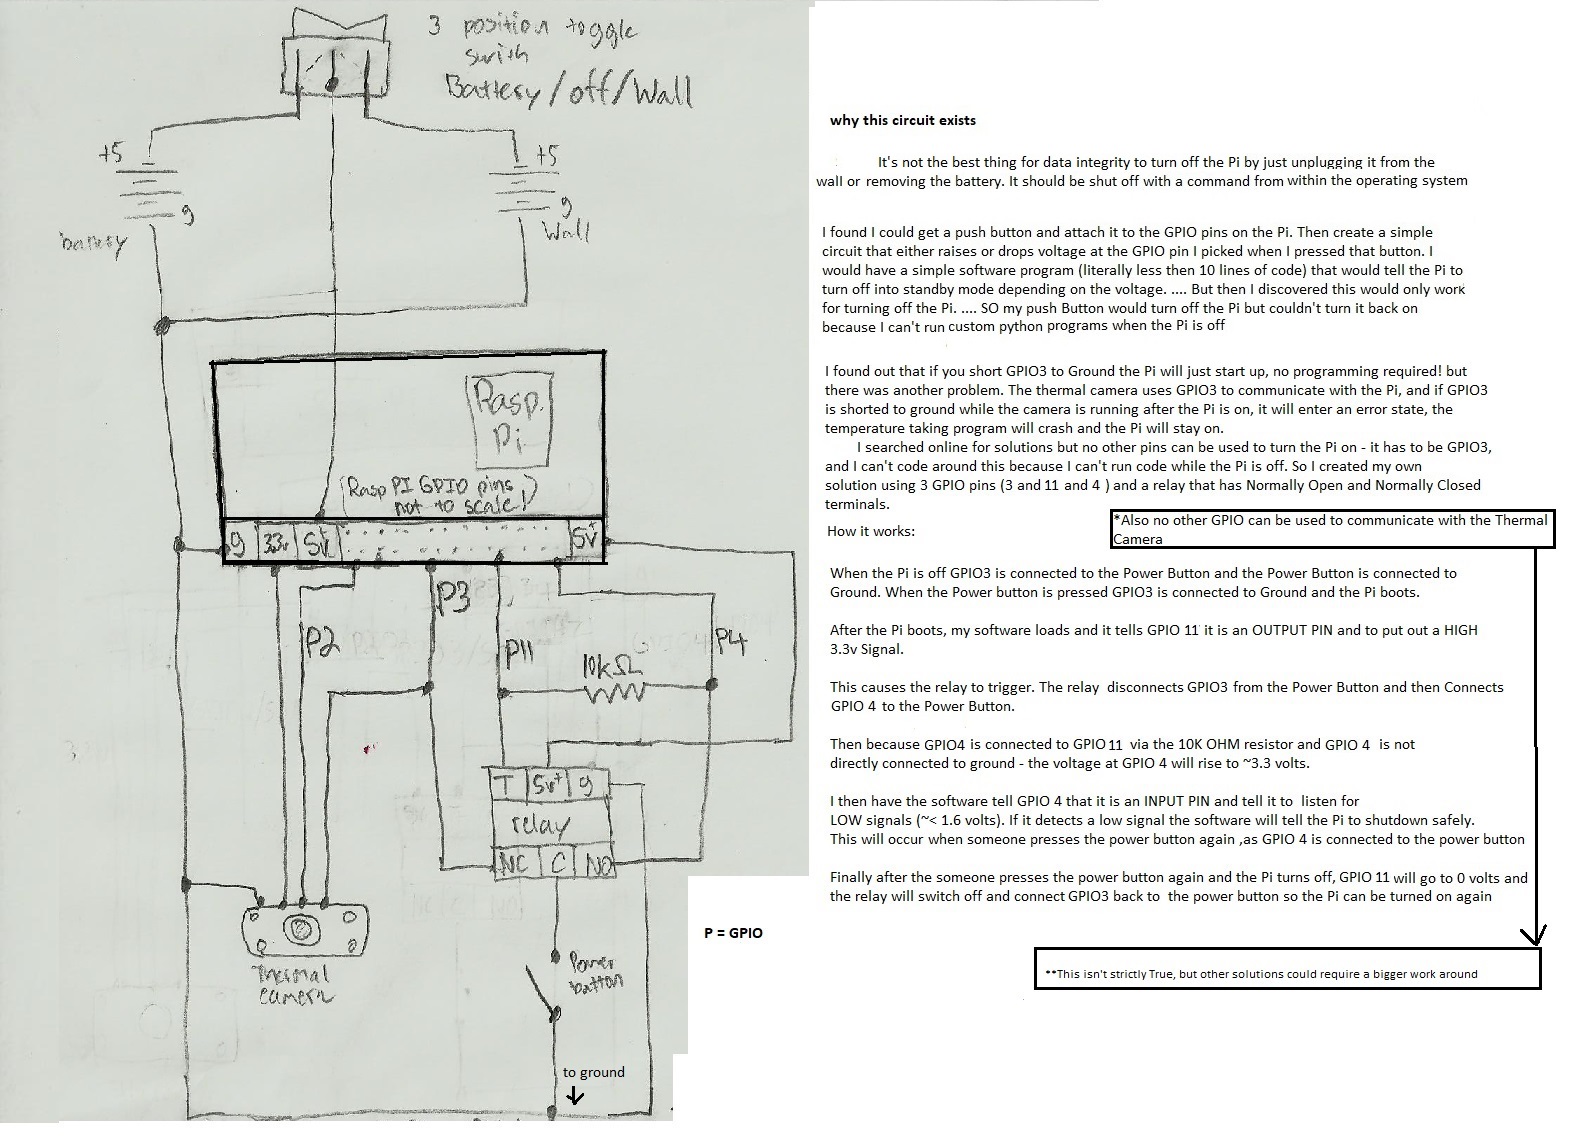 3 position toggle
swith
Battery/off/Wall
+5
+5
g
battery
g
Wall
Rasp.
Pi
(Rasp PI GPIO pins
not to scale!)
g
33v
5v+
5v+
P2
P3
P11
10kΩ
P4
T
5v+
g
relay
NC
C
NO
Thermal
camera
Power
button
to ground
P = GPIO
why this circuit exists
It's not the best thing for data integrity to turn off the Pi by just unplugging it from the
wall or removing the battery. It should be shut off with a command from within the operating system
I found I could get a push button and attach it to the GPIO pins on the Pi. Then create a simple
circuit that either raises or drops voltage at the GPIO pin I picked when I pressed that button. I
would have a simple software program (literally less then 10 lines of code) that would tell the Pi to
turn off into standby mode depending on the voltage. .... But then I discovered this would only work
for turning off the Pi. .... SO my push Button would turn off the Pi but couldn't turn it back on
because I can't run custom python programs when the Pi is off
I found out that if you short GPIO3 to Ground the Pi will just start up, no programming required! but
there was another problem. The thermal camera uses GPIO3 to communicate with the Pi, and if GPIO3
is shorted to ground while the camera is running after the Pi is on, it will enter an error state, the
temperature taking program will crash and the Pi will stay on.
I searched online for solutions but no other pins can be used to turn the Pi on - it has to be GPIO3,
and I can't code around this because I can't run code while the Pi is off. So I created my own
solution using 3 GPIO pins (3 and 11 and 4 ) and a relay that has Normally Open and Normally Closed
terminals.
*Also no other GPIO can be used to communicate with the Thermal
Camera
How it works:
When the Pi is off GPIO3 is connected to the Power Button and the Power Button is connected to
Ground. When the Power button is pressed GPIO3 is connected to Ground and the Pi boots.
After the Pi boots, my software loads and it tells GPIO 11 it is an OUTPUT PIN and to put out a HIGH
3.3v Signal.
This causes the relay to trigger. The relay disconnects GPIO3 from the Power Button and then Connects
GPIO 4 to the Power Button.
Then because GPIO4 is connected to GPIO 11 via the 10K OHM resistor and GPIO 4 is not
directly connected to ground - the voltage at GPIO 4 will rise to ~3.3 volts.
I then have the software tell GPIO 4 that it is an INPUT PIN and tell it to listen for
LOW signals (~< 1.6 volts). If it detects a low signal the software will tell the Pi to shutdown safely.
This will occur when someone presses the power button again ,as GPIO 4 is connected to the power button
Finally after the someone presses the power button again and the Pi turns off, GPIO 11 will go to 0 volts and
the relay will switch off and connect GPIO3 back to the power button so the Pi can be turned on again
**This isn't strictly True, but other solutions could require a bigger work around